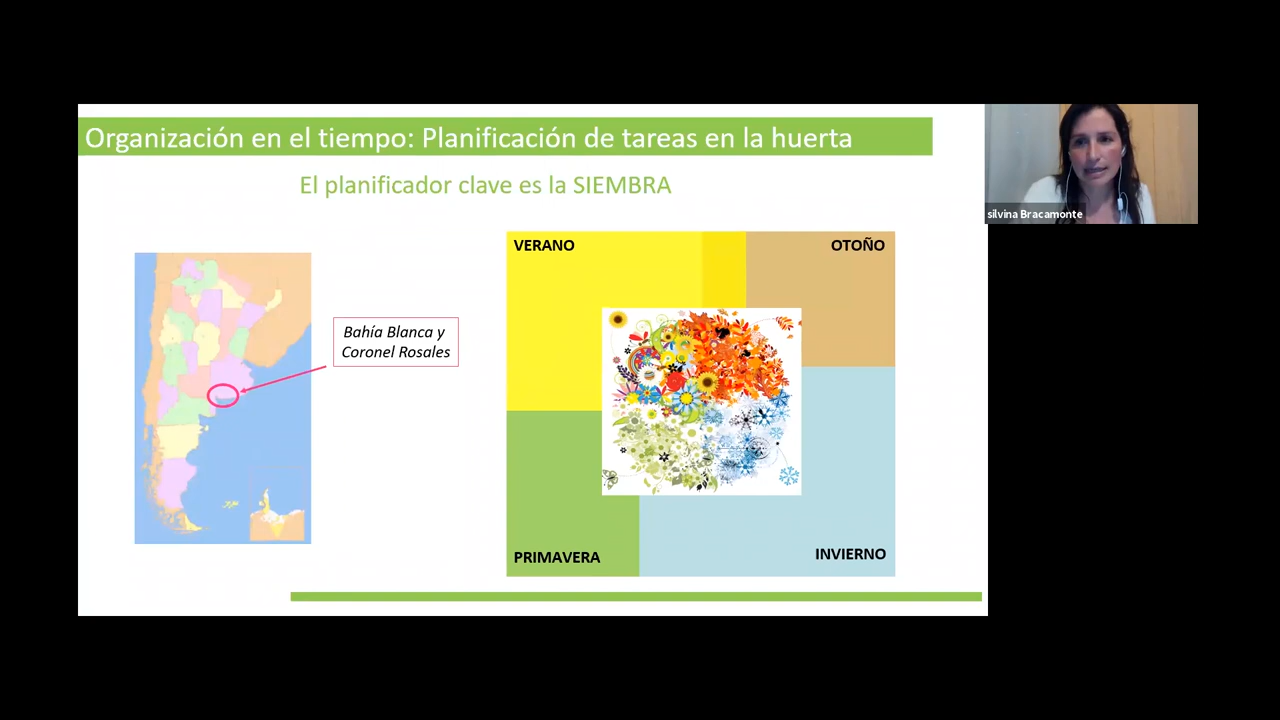 Organización en el tiempo: Planificación de tareas en la huerta
El planificador clave es la SIEMBRA
silvina Bracamonte
VERANO
OTOÑO
Bahía Blanca y
Coronel Rosales
PRIMAVERA
INVIERNO